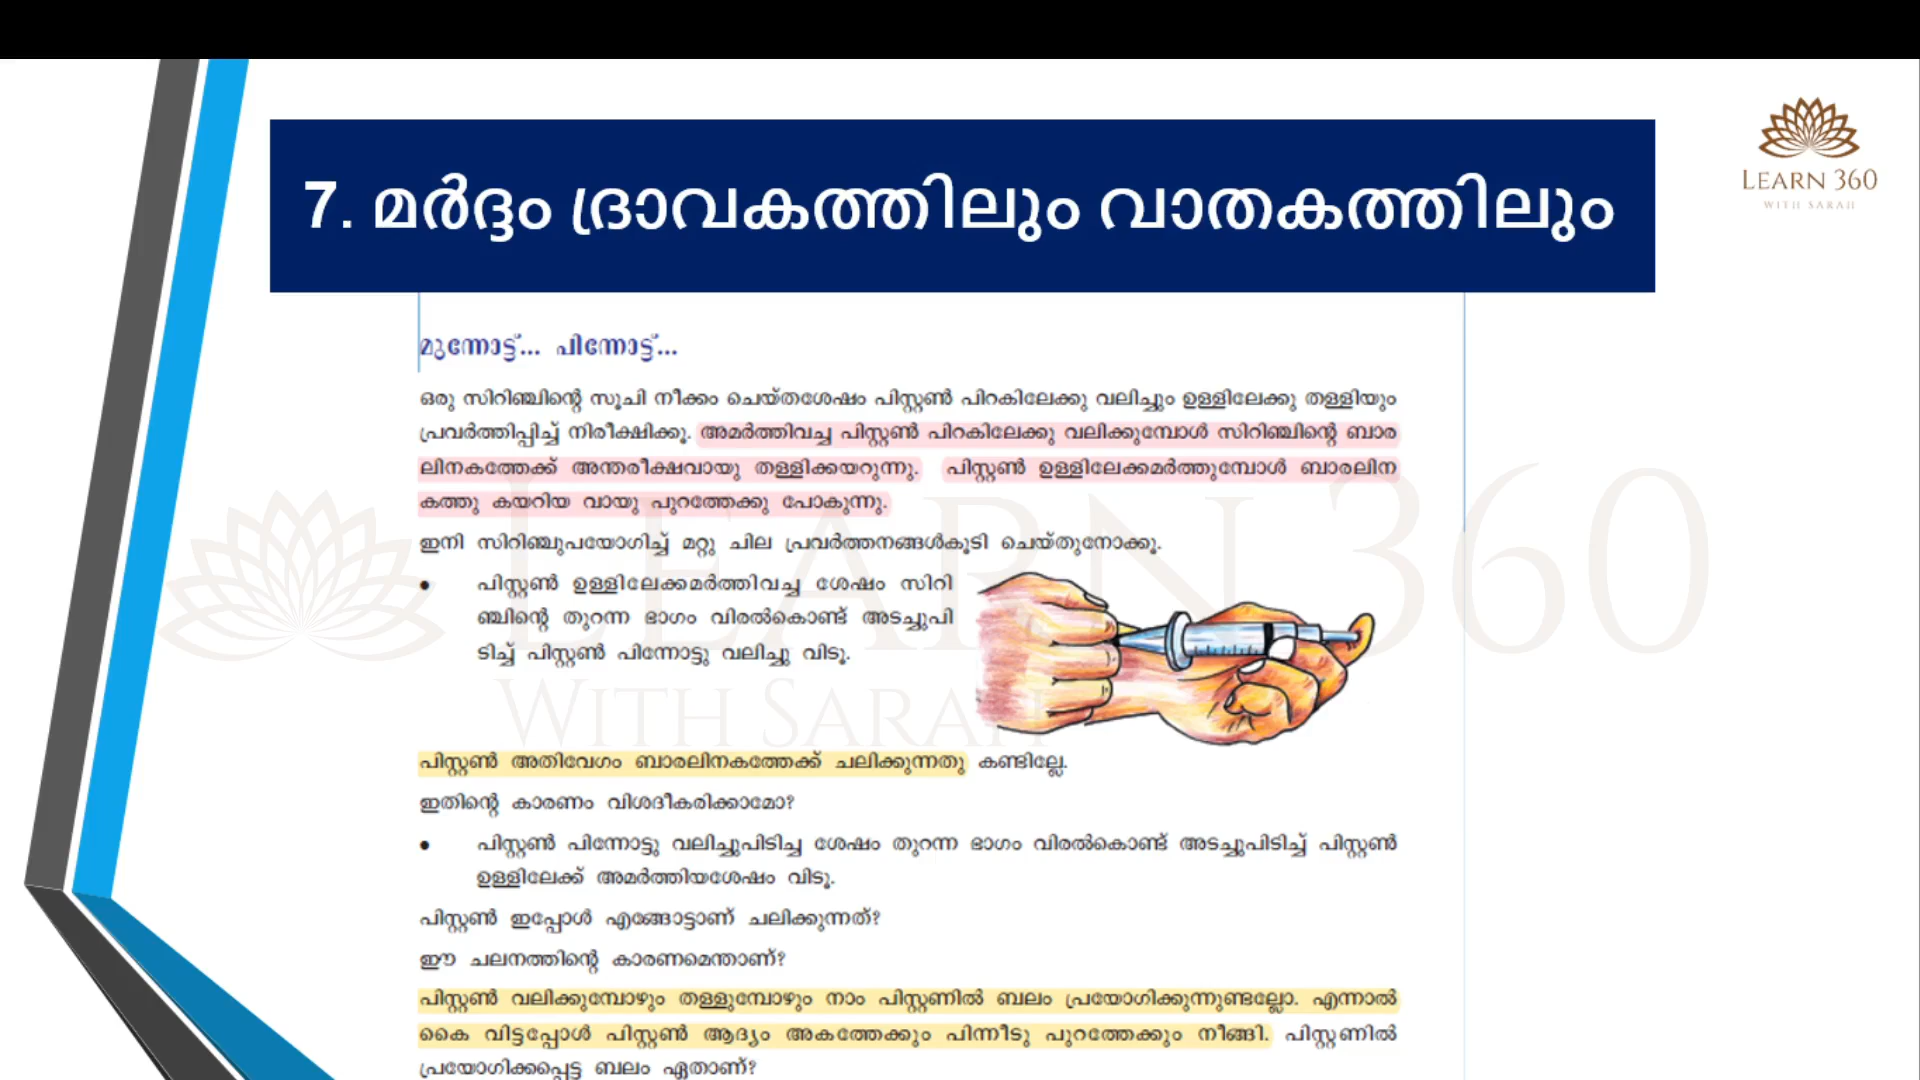 7. മർദ്ദം ദ്രാവകത്തിലും വാതകത്തിലും
LEARN 360
WITH SARAH
മുന്നോട്ട്... പിന്നോട്ട്...
ഒരു സിറിഞ്ചിന്റെ സൂചി നീക്കം ചെയ്തശേഷം പിസ്റ്റൺ പിറകിലേക്കു വലിച്ചും ഉള്ളിലേക്കു തള്ളിയും
പ്രവർത്തിപ്പിച്ച് നിരീക്ഷിക്കൂ. അമർത്തിവച്ച പിസ്റ്റൺ പിറകിലേക്കു വലിക്കുമ്പോൾ സിറിഞ്ചിന്റെ ബാര
ലിനകത്തേക്ക് അന്തരീക്ഷവായു തള്ളിക്കയറുന്നു. പിസ്റ്റൺ ഉള്ളിലേക്കമർത്തുമ്പോൾ ബാരലിന
കത്തു കയറിയ വായു പുറത്തേക്കു പോകുന്നു.
ഇനി സിറിഞ്ചുപയോഗിച്ച് മറ്റു ചില പ്രവർത്തനങ്ങൾകൂടി ചെയ്തുനോക്കൂ.
• പിസ്റ്റൺ ഉള്ളിലേക്കമർത്തിവച്ച ശേഷം സിറി
ഞ്ചിന്റെ തുറന്ന ഭാഗം വിരൽകൊണ്ട് അടച്ചുപി
ടിച്ച് പിസ്റ്റൺ പിന്നോട്ടു വലിച്ചു വിടൂ.
പിസ്റ്റൺ അതിവേഗം ബാരലിനകത്തേക്ക് ചലിക്കുന്നതു കണ്ടില്ലേ.
ഇതിന്റെ കാരണം വിശദീകരിക്കാമോ?
• പിസ്റ്റൺ പിന്നോട്ടു വലിച്ചുപിടിച്ച ശേഷം തുറന്ന ഭാഗം വിരൽകൊണ്ട് അടച്ചുപിടിച്ച് പിസ്റ്റൺ
ഉള്ളിലേക്ക് അമർത്തിയശേഷം വിടൂ.
പിസ്റ്റൺ ഇപ്പോൾ എങ്ങോട്ടാണ് ചലിക്കുന്നത്?
ഈ ചലനത്തിന്റെ കാരണമെന്താണ്?
പിസ്റ്റൺ വലിക്കുമ്പോഴും തള്ളുമ്പോഴും നാം പിസ്റ്റണിൽ ബലം പ്രയോഗിക്കുന്നുണ്ടല്ലോ. എന്നാൽ
കൈ വിട്ടപ്പോൾ പിസ്റ്റൺ ആദ്യം അകത്തേക്കും പിന്നീടു പുറത്തേക്കും നീങ്ങി. പിസ്റ്റണിൽ
പ്രയോഗിക്കപ്പെട്ട ബലം ഏതാണ്?
LEARN 360
WITH SARAH